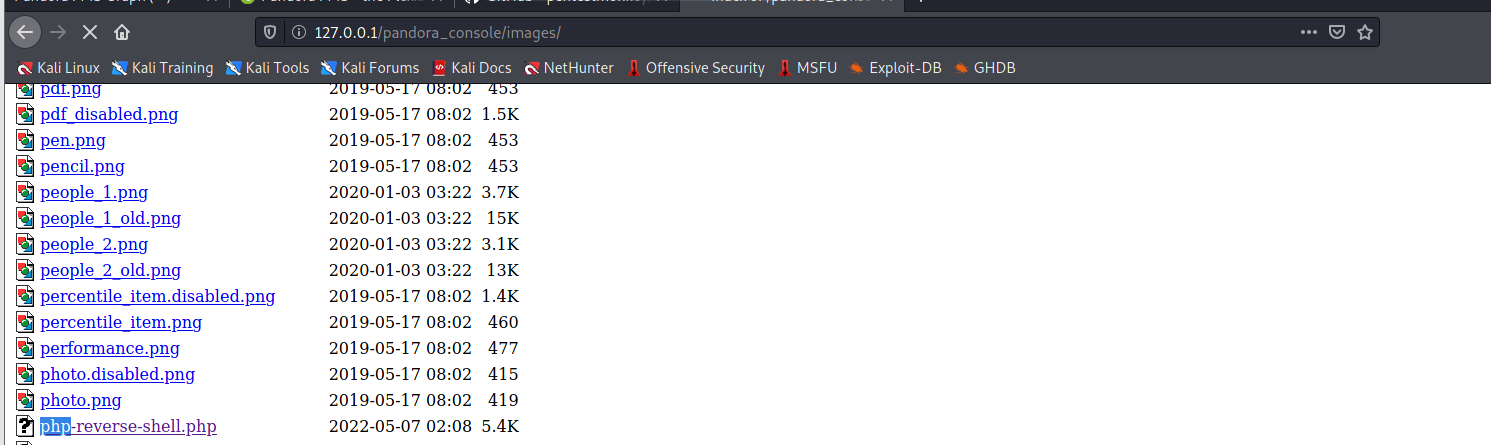 127.0.0.1/pandora_console/images/
Kali Linux Kali Training Kali Tools Kali Forums Kali Docs NetHunter Offensive Security MSFU Exploit-DB GHDB
pdf.png 2019-05-17 08:02 453
pdf_disabled.png 2019-05-17 08:02 1.5K
pen.png 2019-05-17 08:02 453
pencil.png 2019-05-17 08:02 453
people_1.png 2020-01-03 03:22 3.7K
people_1_old.png 2020-01-03 03:22 15K
people_2.png 2020-01-03 03:22 3.1K
people_2_old.png 2020-01-03 03:22 13K
percentile_item.disabled.png 2019-05-17 08:02 1.4K
percentile_item.png 2019-05-17 08:02 460
performance.png 2019-05-17 08:02 477
photo.disabled.png 2019-05-17 08:02 415
photo.png 2019-05-17 08:02 419
php-reverse-shell.php 2022-05-07 02:08 5.4K